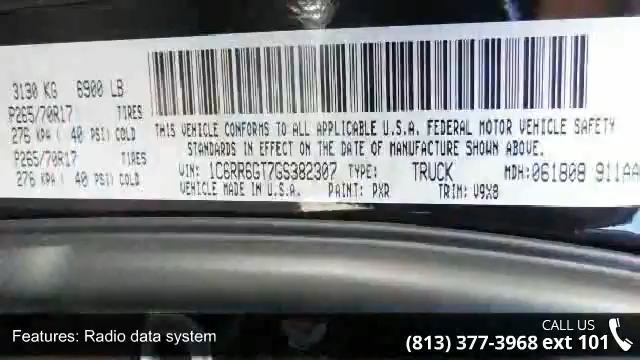 3130 KG 6900 LB
P265/70R17 TIRES
276 KPA ( 40 PSI) COLD
P265/70R17 TIRES
276 KPA ( 40 PSI) COLD
THIS VEHICLE CONFORMS TO ALL APPLICABLE U.S.A. FEDERAL MOTOR VEHICLE SAFETY
STANDARDS IN EFFECT ON THE DATE OF MANUFACTURE SHOWN ABOVE.
VIN: 1C6RR6GT7GS382307 TYPE: TRUCK MDH: 061808 911AA
VEHICLE MADE IN U.S.A. PAINT: PXR TRIM: V9X8
Features: Radio data system
CALL US
(813) 377-3968 ext 101